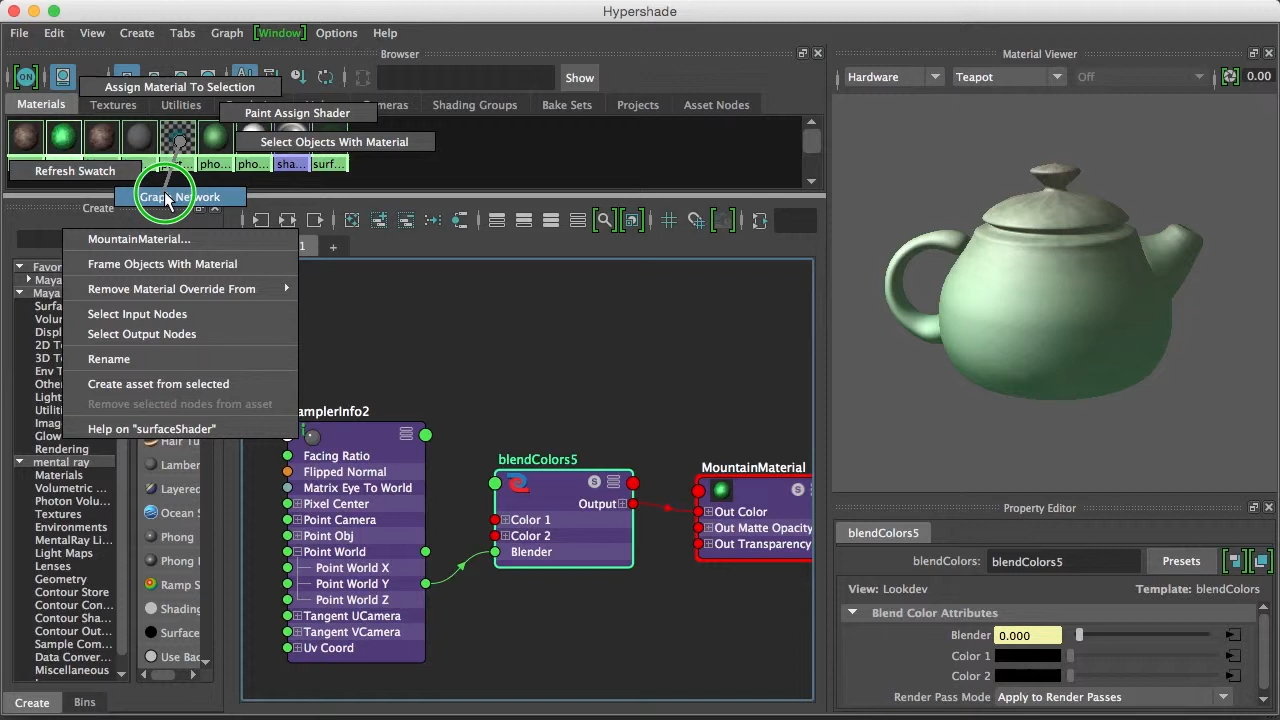 Hypershade
File Edit View Create Tabs Graph [Window] Options Help
Browser
Material Viewer
Assign Material To Selection
Show
Hardware
Teapot
Off
0.00
Materials Textures Utilities
Cameras Shading Groups Bake Sets Projects Asset Nodes
Paint Assign Shader
Select Objects With Material
pho... pho... sha... surf...
Refresh Swatch
Graph Network
Create
1 +
MountainMaterial...
Frame Objects With Material
Remove Material Override From
Select Input Nodes
Select Output Nodes
Rename
Create asset from selected
Remove selected nodes from asset
Help on "surfaceShader"
Favor
Maya
Maya
Surfa
Volu
Displ
2D T
3D T
Env T
Othe
Light
Utilit
Imag
Glow
Rendering
mental ray
Materials
Volumetric ...
Photon Volu...
Textures
Environments
MentalRay Li...
Light Maps
Lenses
Geometry
Contour Store
Contour Con...
Contour Sha...
Contour Out...
Sample Com...
Data Conver...
Miscellaneous
Hair Tu
Lamber
Layered
Ocean S
Phong
Phong I
Ramp S
Shading
Surface
Use Bac
Create Bins
amplerInfo2
Facing Ratio
Flipped Normal
Matrix Eye To World
Pixel Center
Point Camera
Point Obj
Point World
Point World X
Point World Y
Point World Z
Tangent UCamera
Tangent VCamera
Uv Coord
blendColors5
S
Output
Color 1
Color 2
Blender
MountainMaterial
S
Out Color
Out Matte Opacity
Out Transparency
Property Editor
blendColors5
blendColors: blendColors5 Presets
View: Lookdev Template: blendColors
Blend Color Attributes
Blender 0.000
Color 1
Color 2
Render Pass Mode Apply to Render Passes